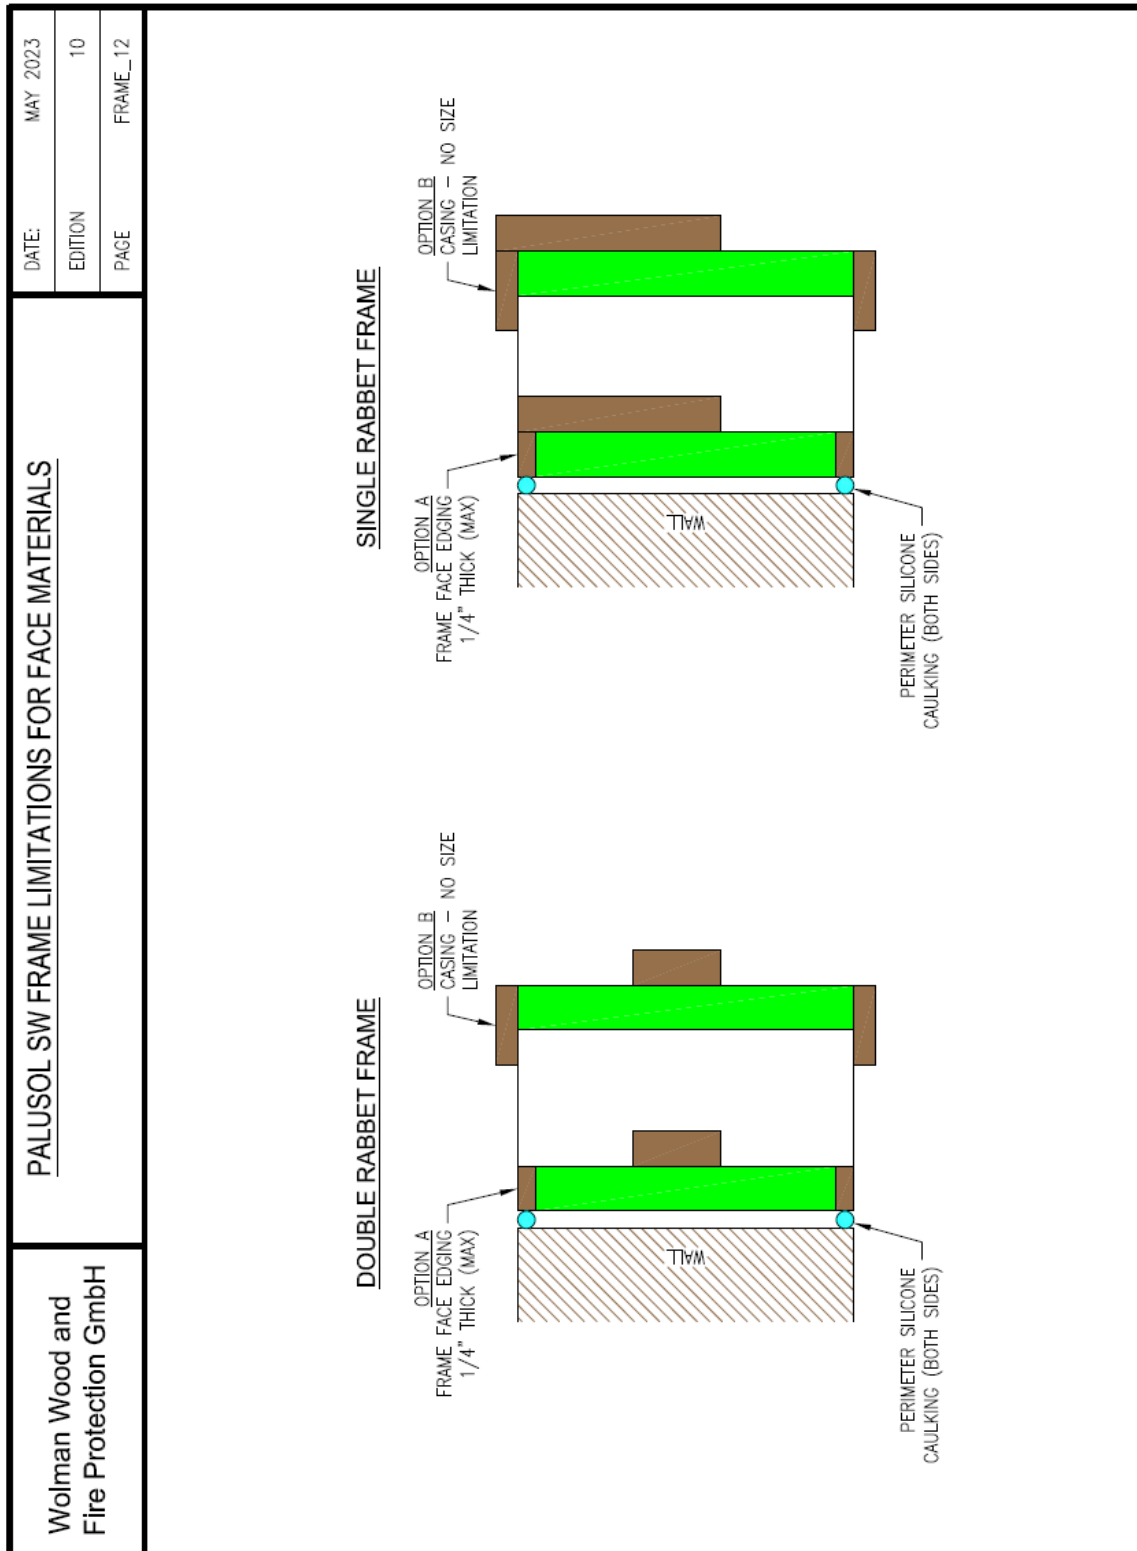 Wolman Wood and
Fire Protection GmbH
PALUSOL SW FRAME LIMITATIONS FOR FACE MATERIALS
DATE: MAY 2023
EDITION 10
PAGE FRAME_12
DOUBLE RABBET FRAME
OPTION A
FRAME FACE EDGING
1/4" THICK (MAX)
OPTION B
CASING - NO SIZE
LIMITATION
WALL
PERIMETER SILICONE
CAULKING (BOTH SIDES)
SINGLE RABBET FRAME
OPTION A
FRAME FACE EDGING
1/4" THICK (MAX)
OPTION B
CASING - NO SIZE
LIMITATION
WALL
PERIMETER SILICONE
CAULKING (BOTH SIDES)